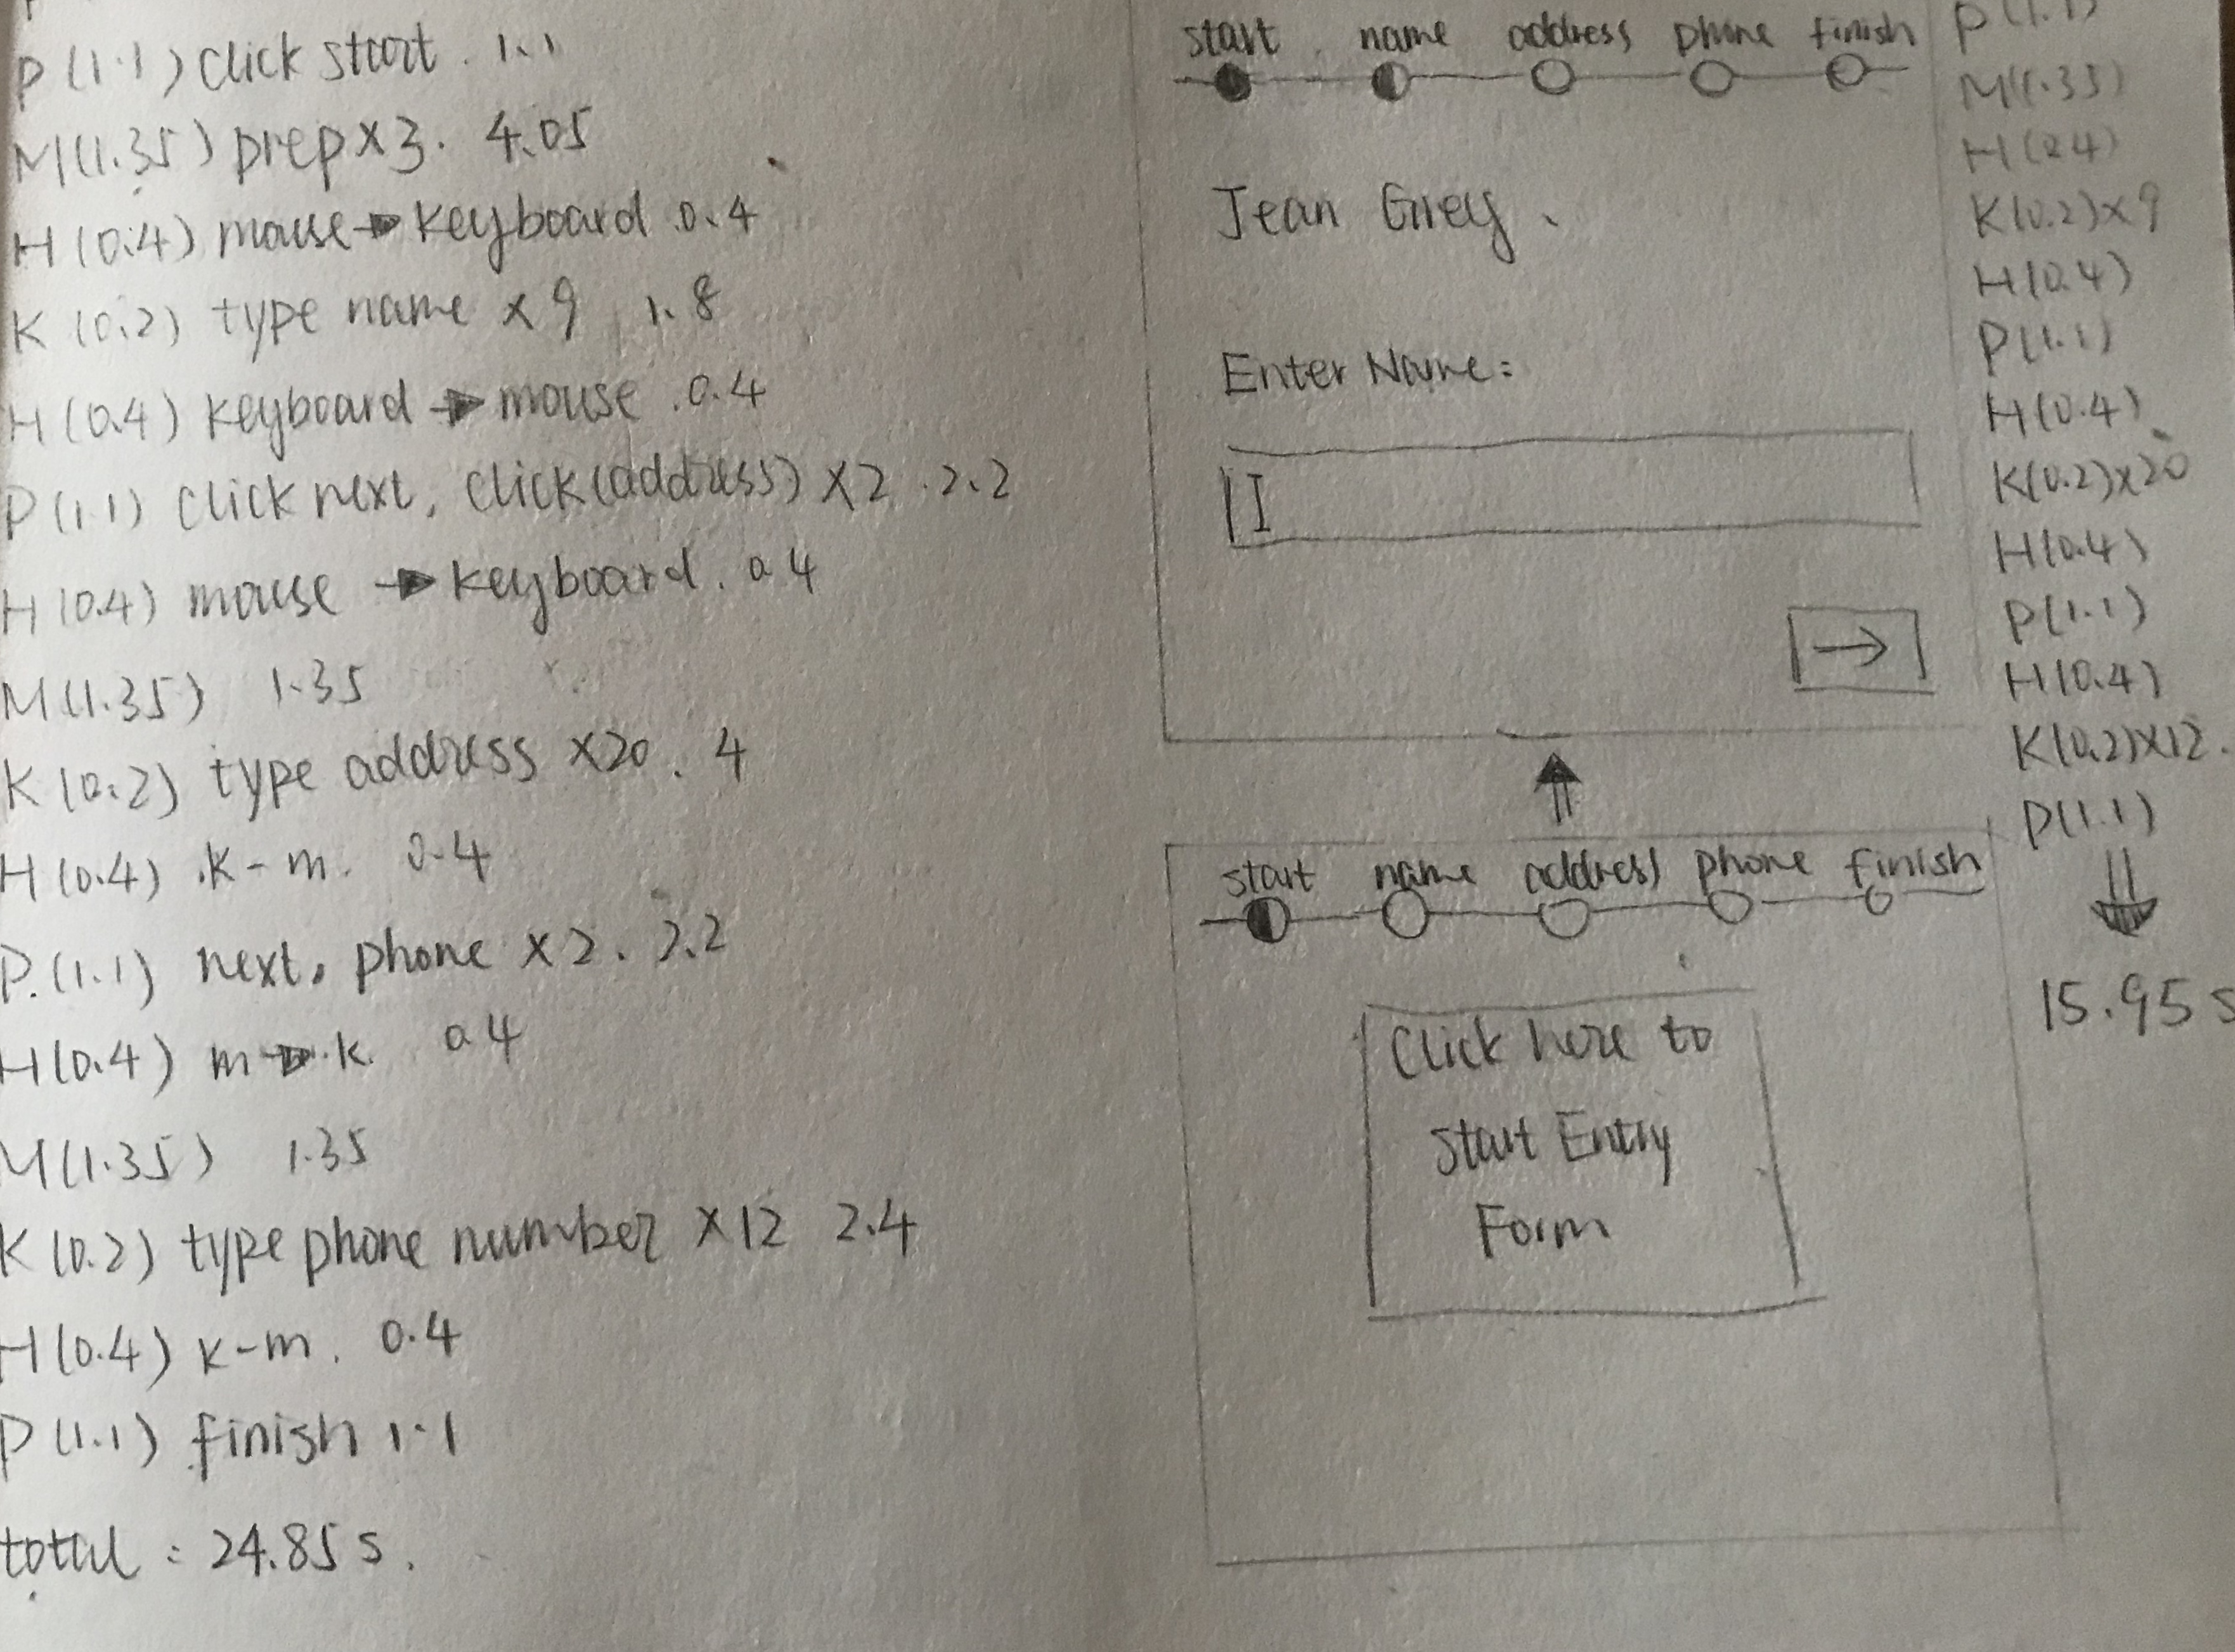 P (1.1) click start. 1.1
M(1.35) prep x3. 4.05
H (0.4) mouse → keyboard 0.4
K (0.2) type name x 9 1.8
H (0.4) keyboard → mouse .0.4
P (1.1) click next, click(address) x2 .2.2
H (0.4) mouse → keyboard. 0.4
M(1.35) 1.35
K (0.2) type address x20. 4
H (0.4) .k-m. 0.4
P.(1.1) next, phone x2. 2.2
H(0.4) m → k. 0.4
M(1.35) 1.35
K (0.2) type phone number x12 2.4
H(0.4) k-m. 0.4
P (1.1) finish 1.1
total : 24.85 s.
start name address phone finish
Jean Grey.
Enter Name:
I
→
start name address phone finish
Click here to
Start Entry
Form
P (1.1)
M(1.35)
H(0.4)
K(0.2)x9
H(0.4)
P(1.1)
H(0.4)
K(0.2)x20
H(0.4)
P(1.1)
H(0.4)
K(0.2)x12.
P(1.1)
15.95 s